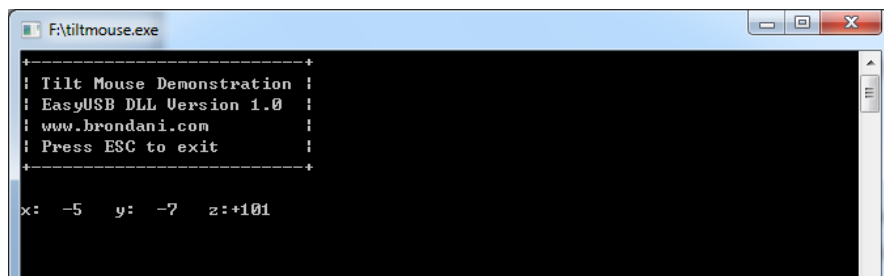 F:\tiltmouse.exe
+---------------------------+
| Tilt Mouse Demonstration |
| EasyUSB DLL Version 1.0 |
| www.brondani.com |
| Press ESC to exit |
+---------------------------+
x: -5 y: -7 z:+101